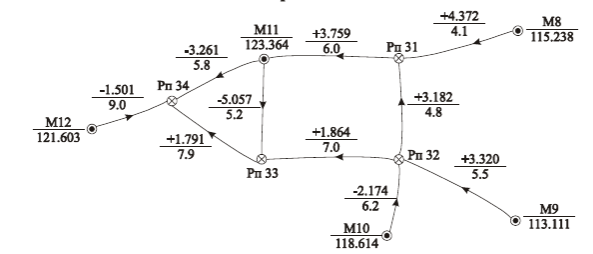 +4.372
4.1
M8
115.238
M11
123.364
+3.759
6.0
Рп 31
-3.261
5.8
Рп 34
-1.501
9.0
-5.057
5.2
+3.182
4.8
M12
121.603
+1.791
7.9
+1.864
7.0
Рп 32
+3.320
5.5
Рп 33
-2.174
6.2
M9
113.111
M10
118.614